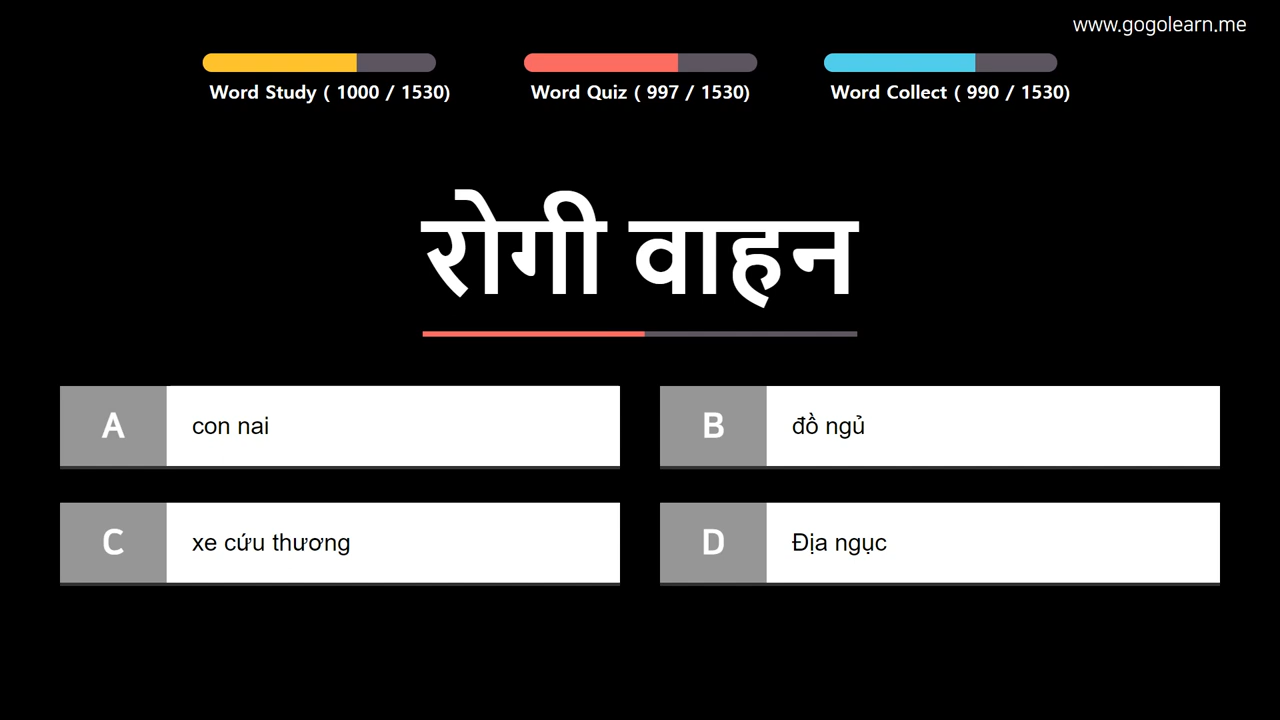 www.gogolearn.me
Word Study ( 1000 / 1530)
Word Quiz ( 997 / 1530)
Word Collect ( 990 / 1530)
रोगी वाहन
A
con nai
B
đồ ngủ
C
xe cứu thương
D
Địa ngục